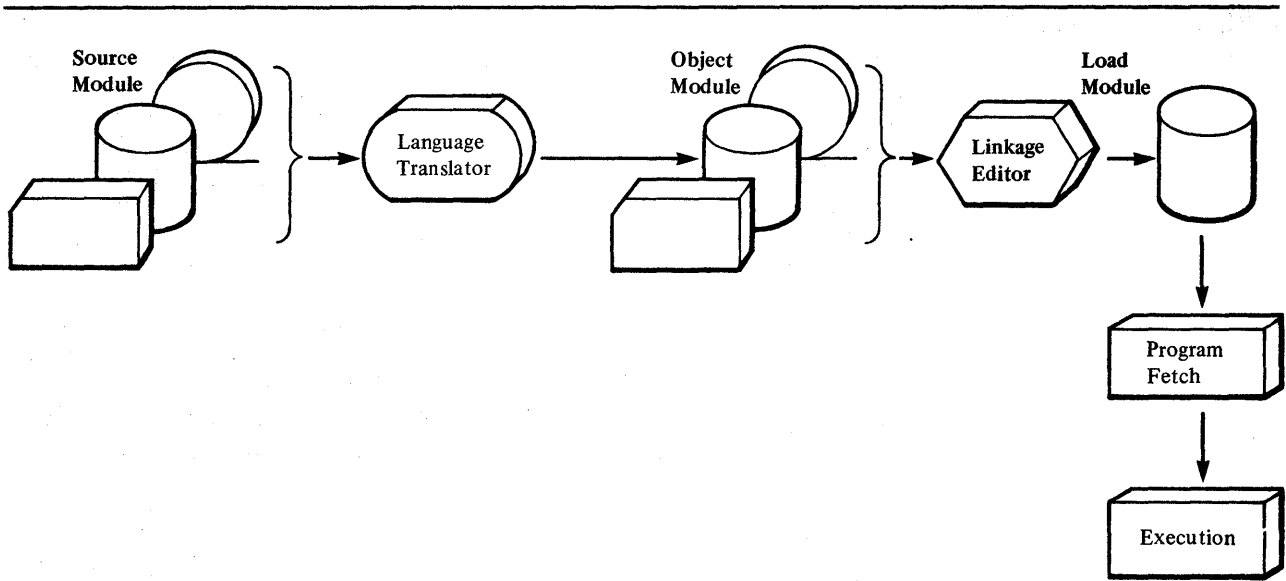 Source
Module
Language
Translator
Object
Module
Linkage
Editor
Load
Module
Program
Fetch
Execution